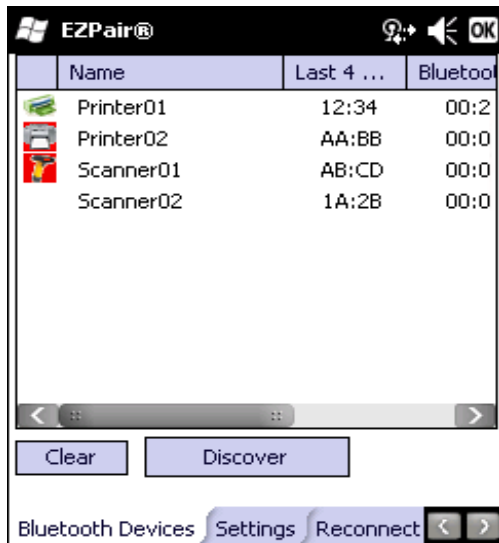 EZPair® OK
Name Last 4 ... Bluetool
Printer01 12:34 00:2
Printer02 AA:BB 00:0
Scanner01 AB:CD 00:0
Scanner02 1A:2B 00:0
Clear Discover
Bluetooth Devices Settings Reconnect